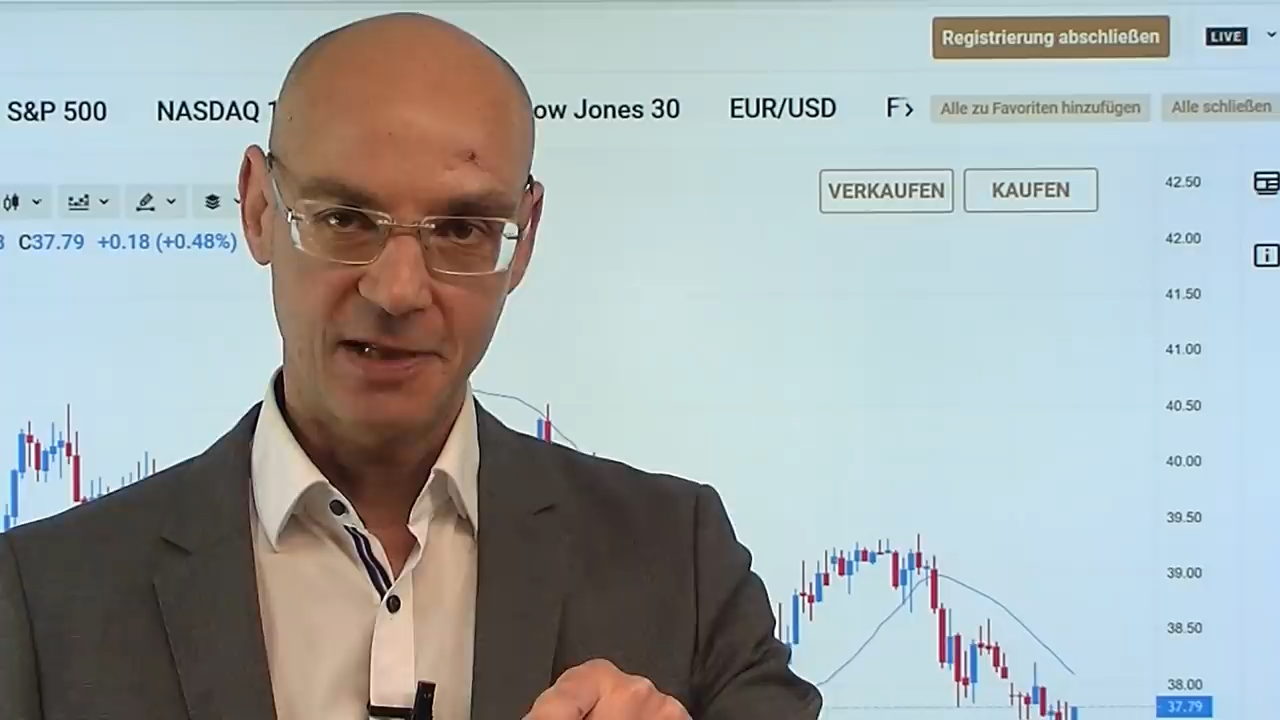 Registrierung abschließen
LIVE
S&P 500
NASDAQ
Jones 30
EUR/USD
Alle zu Favoriten hinzufügen
Alle schließen
VERKAUFEN
KAUFEN
C37.79 +0.18 (+0.48%)
42.50
42.00
41.50
41.00
40.50
40.00
39.50
39.00
38.50
38.00
37.79